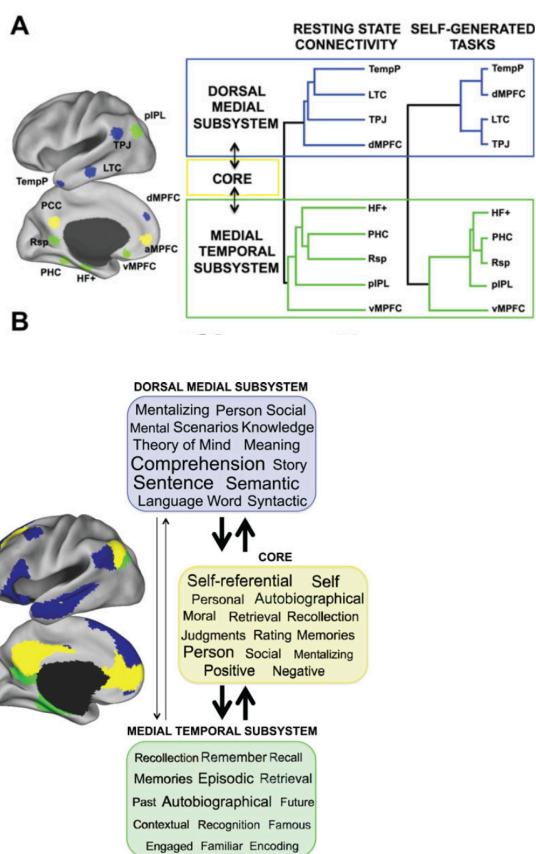 A
RESTING STATE CONNECTIVITY
SELF-GENERATED TASKS
pIPL
TPJ
LTC
TempP
PCC
dMPFC
Rsp
aMPFC
PHC
HF+
vMPFC
DORSAL MEDIAL SUBSYSTEM
CORE
MEDIAL TEMPORAL SUBSYSTEM
TempP
LTC
TPJ
dMPFC
HF+
PHC
Rsp
pIPL
vMPFC
TempP
dMPFC
LTC
TPJ
HF+
PHC
Rsp
pIPL
vMPFC
B
DORSAL MEDIAL SUBSYSTEM
Mentalizing Person Social
Mental Scenarios Knowledge
Theory of Mind Meaning
Comprehension Story
Sentence Semantic
Language Word Syntactic
CORE
Self-referential Self
Personal Autobiographical
Moral Retrieval Recollection
Judgments Rating Memories
Person Social Mentalizing
Positive Negative
MEDIAL TEMPORAL SUBSYSTEM
Recollection Remember Recall
Memories Episodic Retrieval
Past Autobiographical Future
Contextual Recognition Famous
Engaged Familiar Encoding